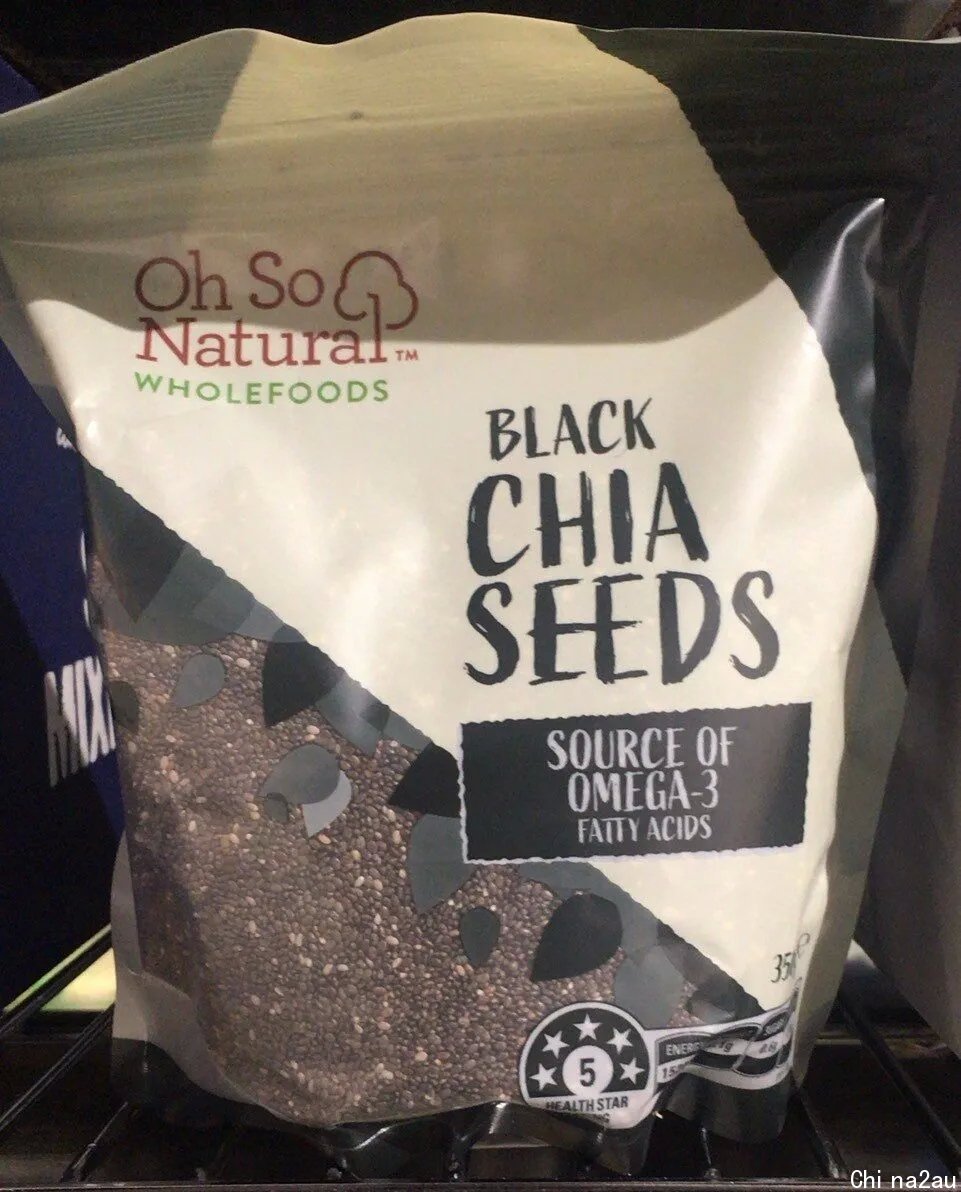 Oh So
Natural™
WHOLEFOODS
BLACK
CHIA
SEEDS
SOURCE OF
OMEGA-3
FATTY ACIDS
5
HEALTH STAR
Chi na2au